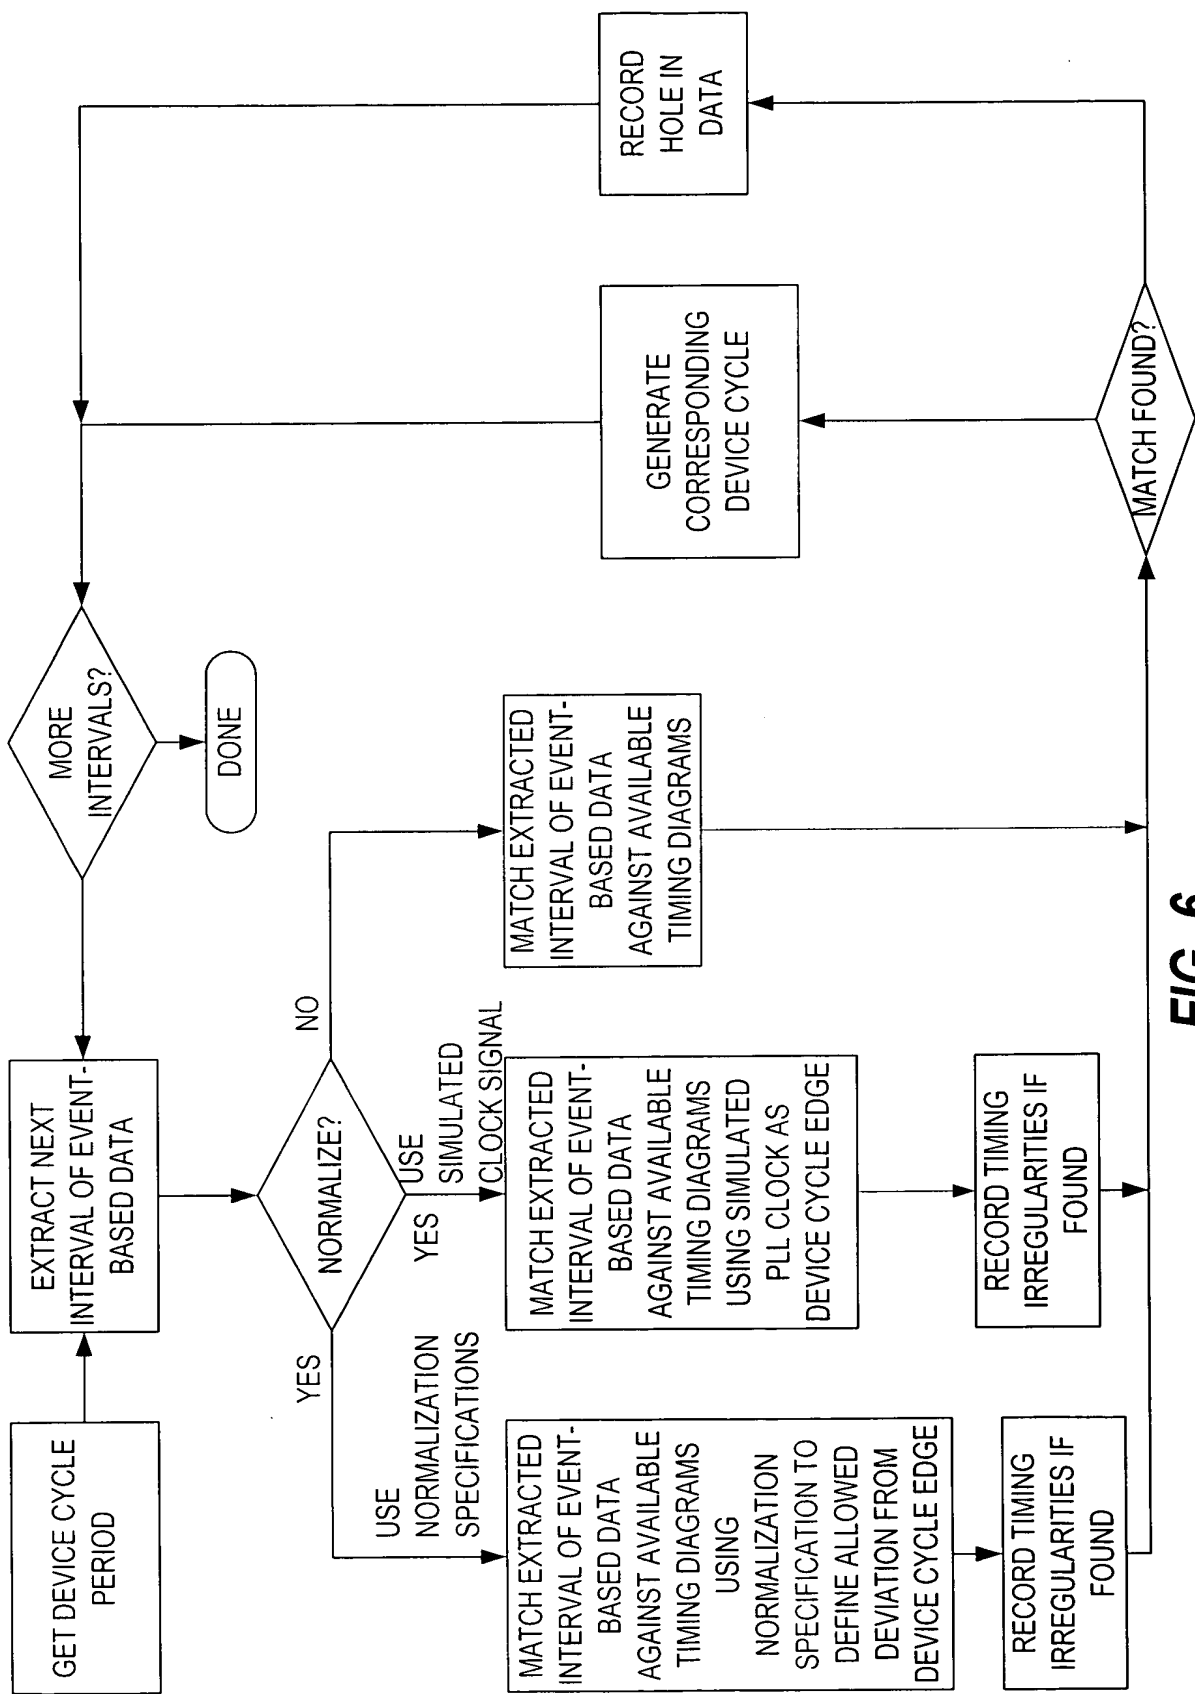 GET DEVICE CYCLE
PERIOD
EXTRACT NEXT
INTERVAL OF EVENT-
BASED DATA
MORE
INTERVALS?
DONE
NORMALIZE?
YES
USE
NORMALIZATION
SPECIFICATIONS
YES
USE
SIMULATED
CLOCK SIGNAL
NO
MATCH EXTRACTED
INTERVAL OF EVENT-
BASED DATA
AGAINST AVAILABLE
TIMING DIAGRAMS
USING
NORMALIZATION
SPECIFICATION TO
DEFINE ALLOWED
DEVIATION FROM
DEVICE CYCLE EDGE
MATCH EXTRACTED
INTERVAL OF EVENT-
BASED DATA
AGAINST AVAILABLE
TIMING DIAGRAMS
USING SIMULATED
PLL CLOCK AS
DEVICE CYCLE EDGE
MATCH EXTRACTED
INTERVAL OF EVENT-
BASED DATA
AGAINST AVAILABLE
TIMING DIAGRAMS
RECORD TIMING
IRREGULARITIES IF
FOUND
RECORD TIMING
IRREGULARITIES IF
FOUND
GENERATE
CORRESPONDING
DEVICE CYCLE
RECORD
HOLE IN
DATA
MATCH FOUND?
FIG. 6